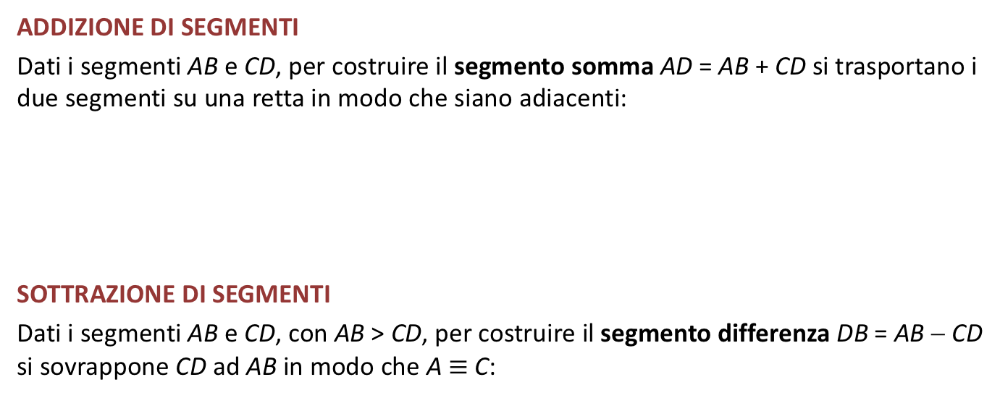 ADDIZIONE DI SEGMENTI
Dati i segmenti AB e CD, per costruire il segmento somma AD = AB + CD si trasportano i
due segmenti su una retta in modo che siano adiacenti:
SOTTRAZIONE DI SEGMENTI
Dati i segmenti AB e CD, con AB > CD, per costruire il segmento differenza DB = AB – CD
si sovrappone CD ad AB in modo che A ≡ C: